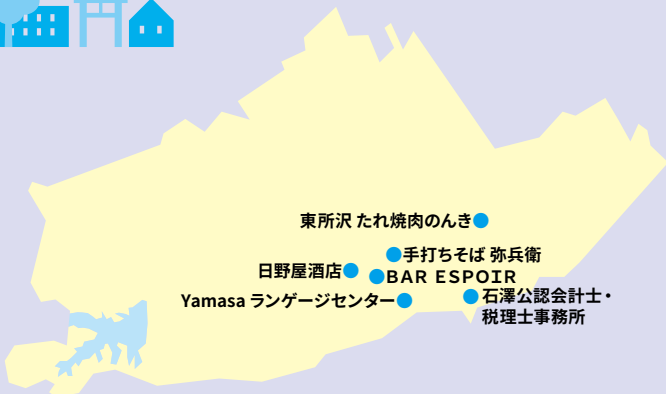 東所沢 たれ焼肉のんき
手打ちそば 弥兵衛
日野屋酒店
BAR ESPOIR
Yamasa ランゲージセンター
石澤公認会計士・
税理士事務所